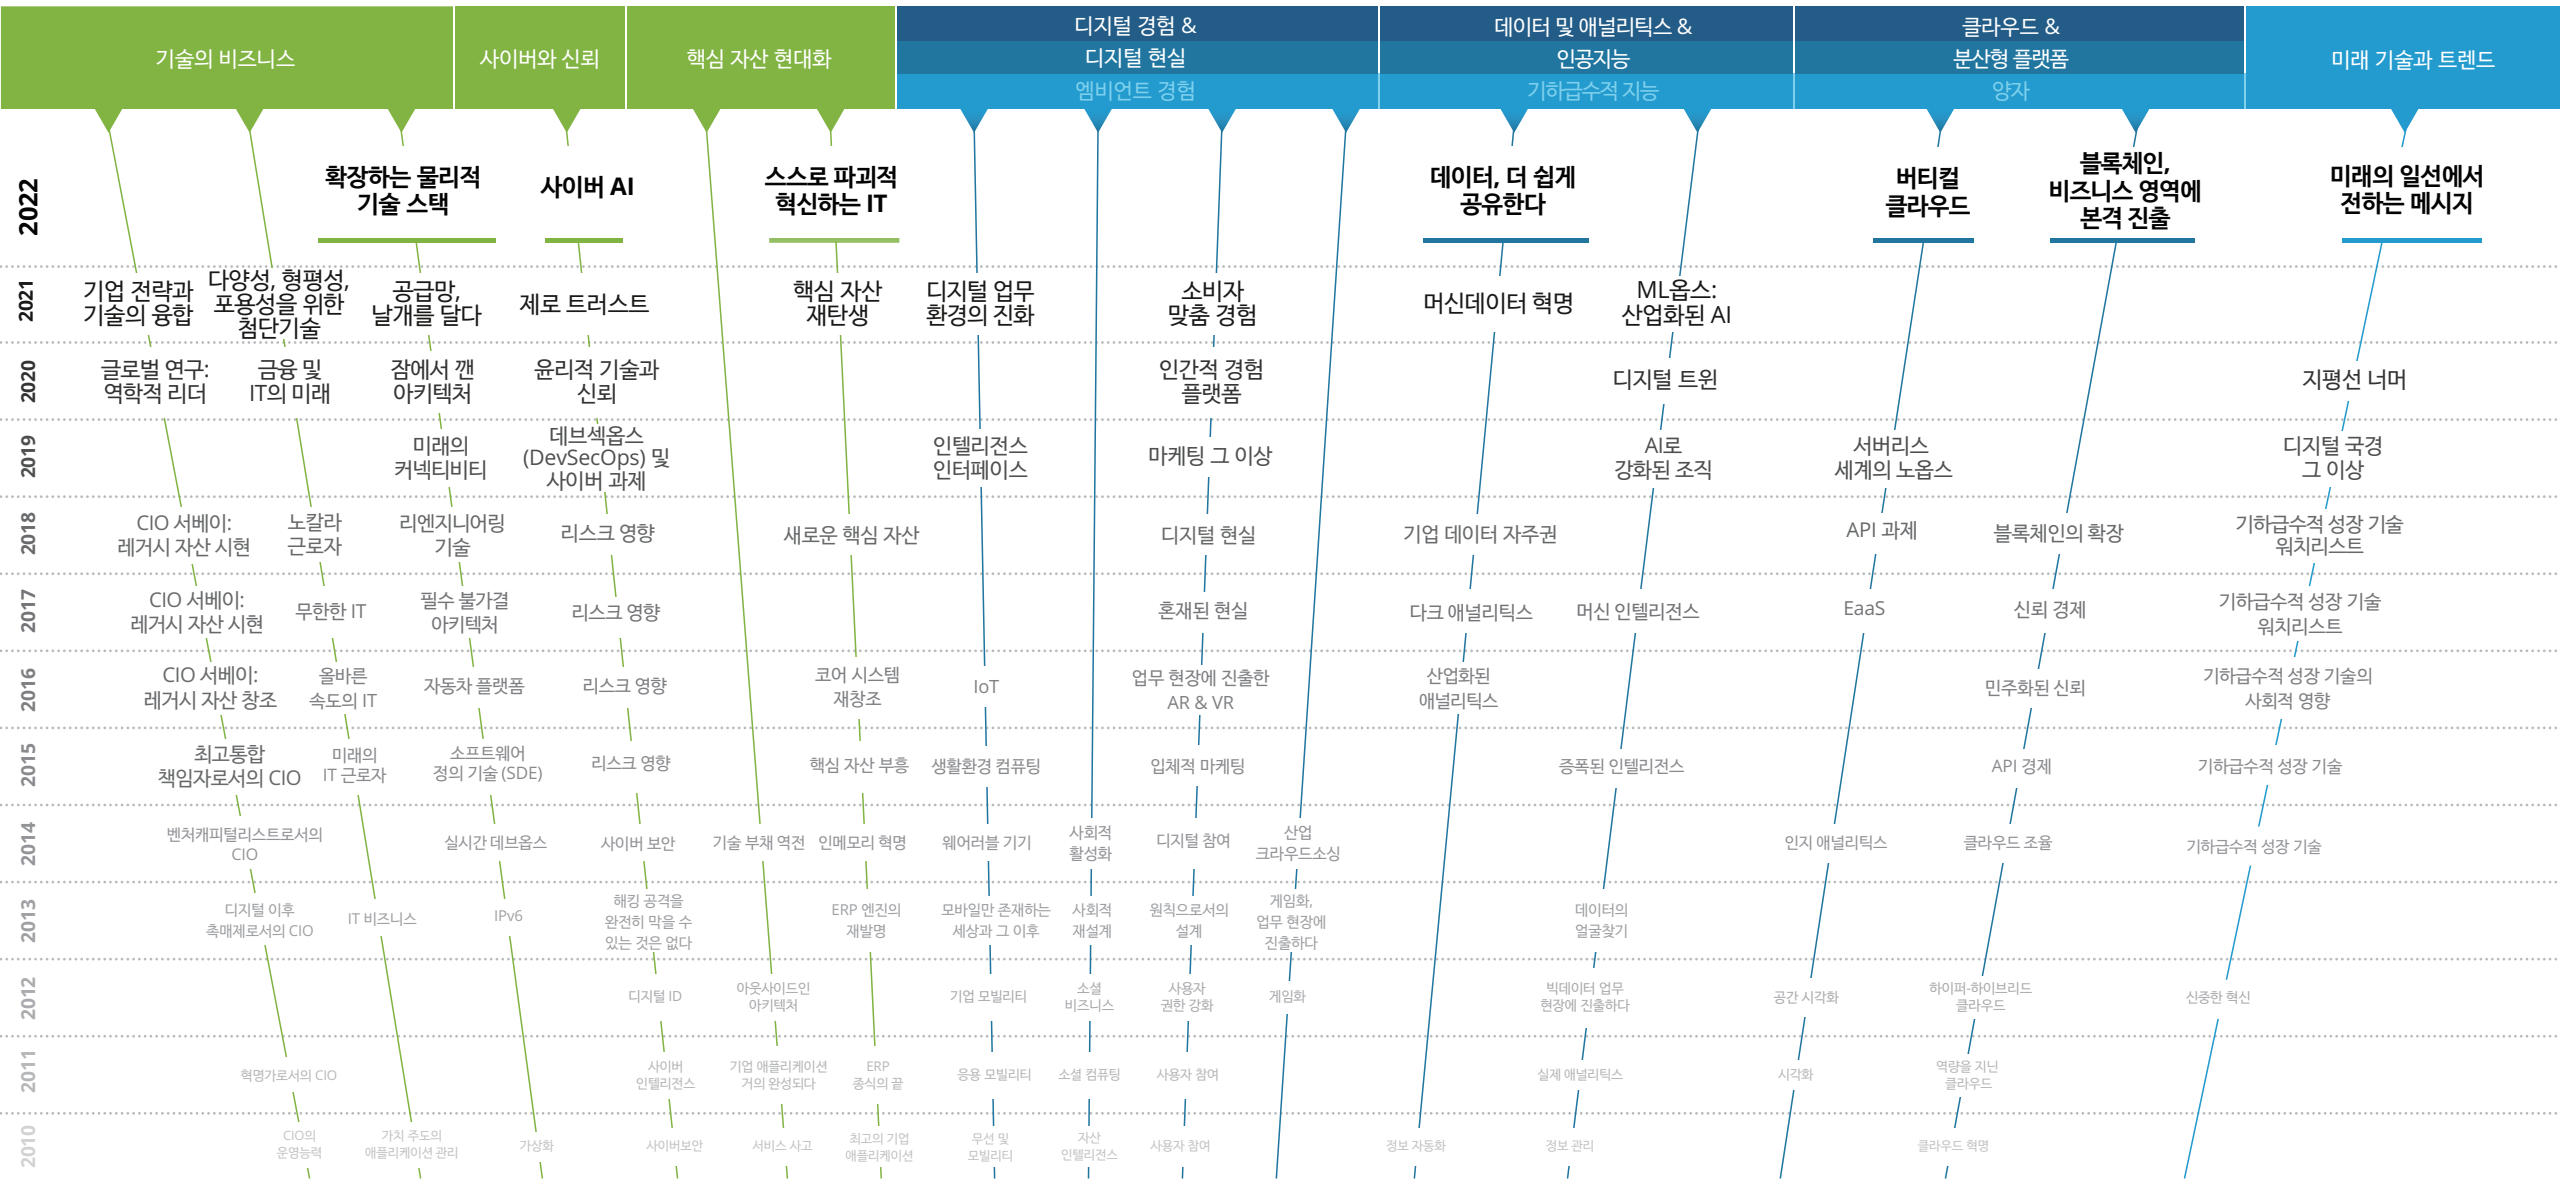 기술의 비즈니스
사이버와 신뢰
핵심 자산 현대화
디지털 경험 &
디지털 현실
엠비언트 경험
데이터 및 애널리틱스 &
인공지능
기하급수적 지능
클라우드 &
분산형 플랫폼
양자
미래 기술과 트렌드
2022
확장하는 물리적
기술 스택
사이버 AI
스스로 파괴적
혁신하는 IT
데이터, 더 쉽게
공유한다
버티컬
클라우드
블록체인,
비즈니스 영역에
본격 진출
미래의 일선에서
전하는 메시지
2021
기업 전략과
기술의 융합
다양성, 형평성,
포용성을 위한
첨단기술
공급망,
날개를 달다
제로 트러스트
핵심 자산
재탄생
디지털 업무
환경의 진화
소비자
맞춤 경험
머신데이터 혁명
ML옵스:
산업화된 AI
2020
글로벌 연구:
역학적 리더
금융 및
IT의 미래
잠에서 깬
아키텍처
윤리적 기술과
신뢰
인간적 경험
플랫폼
디지털 트윈
지평선 너머
2019
미래의
커넥티비티
데브섹옵스
(DevSecOps) 및
사이버 과제
인텔리전스
인터페이스
마케팅 그 이상
AI로
강화된 조직
서버리스
세계의 노옵스
디지털 국경
그 이상
2018
CIO 서베이:
레거시 자산 시현
노칼라
근로자
리엔지니어링
기술
리스크 영향
새로운 핵심 자산
디지털 현실
기업 데이터 자주권
API 과제
블록체인의 확장
기하급수적 성장 기술
워치리스트
2017
CIO 서베이:
레거시 자산 시현
무한한 IT
필수 불가결
아키텍처
리스크 영향
혼재된 현실
다크 애널리틱스
머신 인텔리전스
EaaS
신뢰 경제
기하급수적 성장 기술
워치리스트
2016
CIO 서베이:
레거시 자산 창조
올바른
속도의 IT
자동차 플랫폼
리스크 영향
코어 시스템
재창조
IoT
업무 현장에 진출한
AR & VR
산업화된
애널리틱스
민주화된 신뢰
기하급수적 성장 기술의
사회적 영향
2015
최고통합
책임자로서의 CIO
미래의
IT 근로자
소프트웨어
정의 기술 (SDE)
리스크 영향
핵심 자산 부흥
생활환경 컴퓨팅
입체적 마케팅
증폭된 인텔리전스
API 경제
기하급수적 성장 기술
2014
벤처캐피털리스트로서의
CIO
실시간 데브옵스
사이버 보안
기술 부채 역전
인메모리 혁명
웨어러블 기기
사회적
활성화
디지털 참여
산업
크라우드소싱
인지 애널리틱스
클라우드 조율
기하급수적 성장 기술
2013
디지털 이후
촉매제로서의 CIO
IT 비즈니스
IPv6
해킹 공격을
완전히 막을 수
있는 것은 없다
ERP 엔진의
재발명
모바일만 존재하는
세상과 그 이후
사회적
재설계
원칙으로서의
설계
게임화,
업무 현장에
진출하다
데이터의
얼굴찾기
2012
디지털 ID
아웃사이드인
아키텍처
기업 모빌리티
소셜
비즈니스
사용자
권한 강화
게임화
빅데이터 업무
현장에 진출하다
공간 시각화
하이퍼-하이브리드
클라우드
신중한 혁신
2011
혁명가로서의 CIO
사이버
인텔리전스
기업 애플리케이션
거의 완성되다
ERP
종식의 끝
응용 모빌리티
소셜 컴퓨팅
사용자 참여
실제 애널리틱스
시각화
역량을 지닌
클라우드
2010
CIO의
운영능력
가치 주도의
애플리케이션 관리
가상화
사이버보안
서비스 사고
최고의 기업
애플리케이션
무선 및
모빌리티
자산
인텔리전스
사용자 참여
정보 자동화
정보 관리
클라우드 혁명